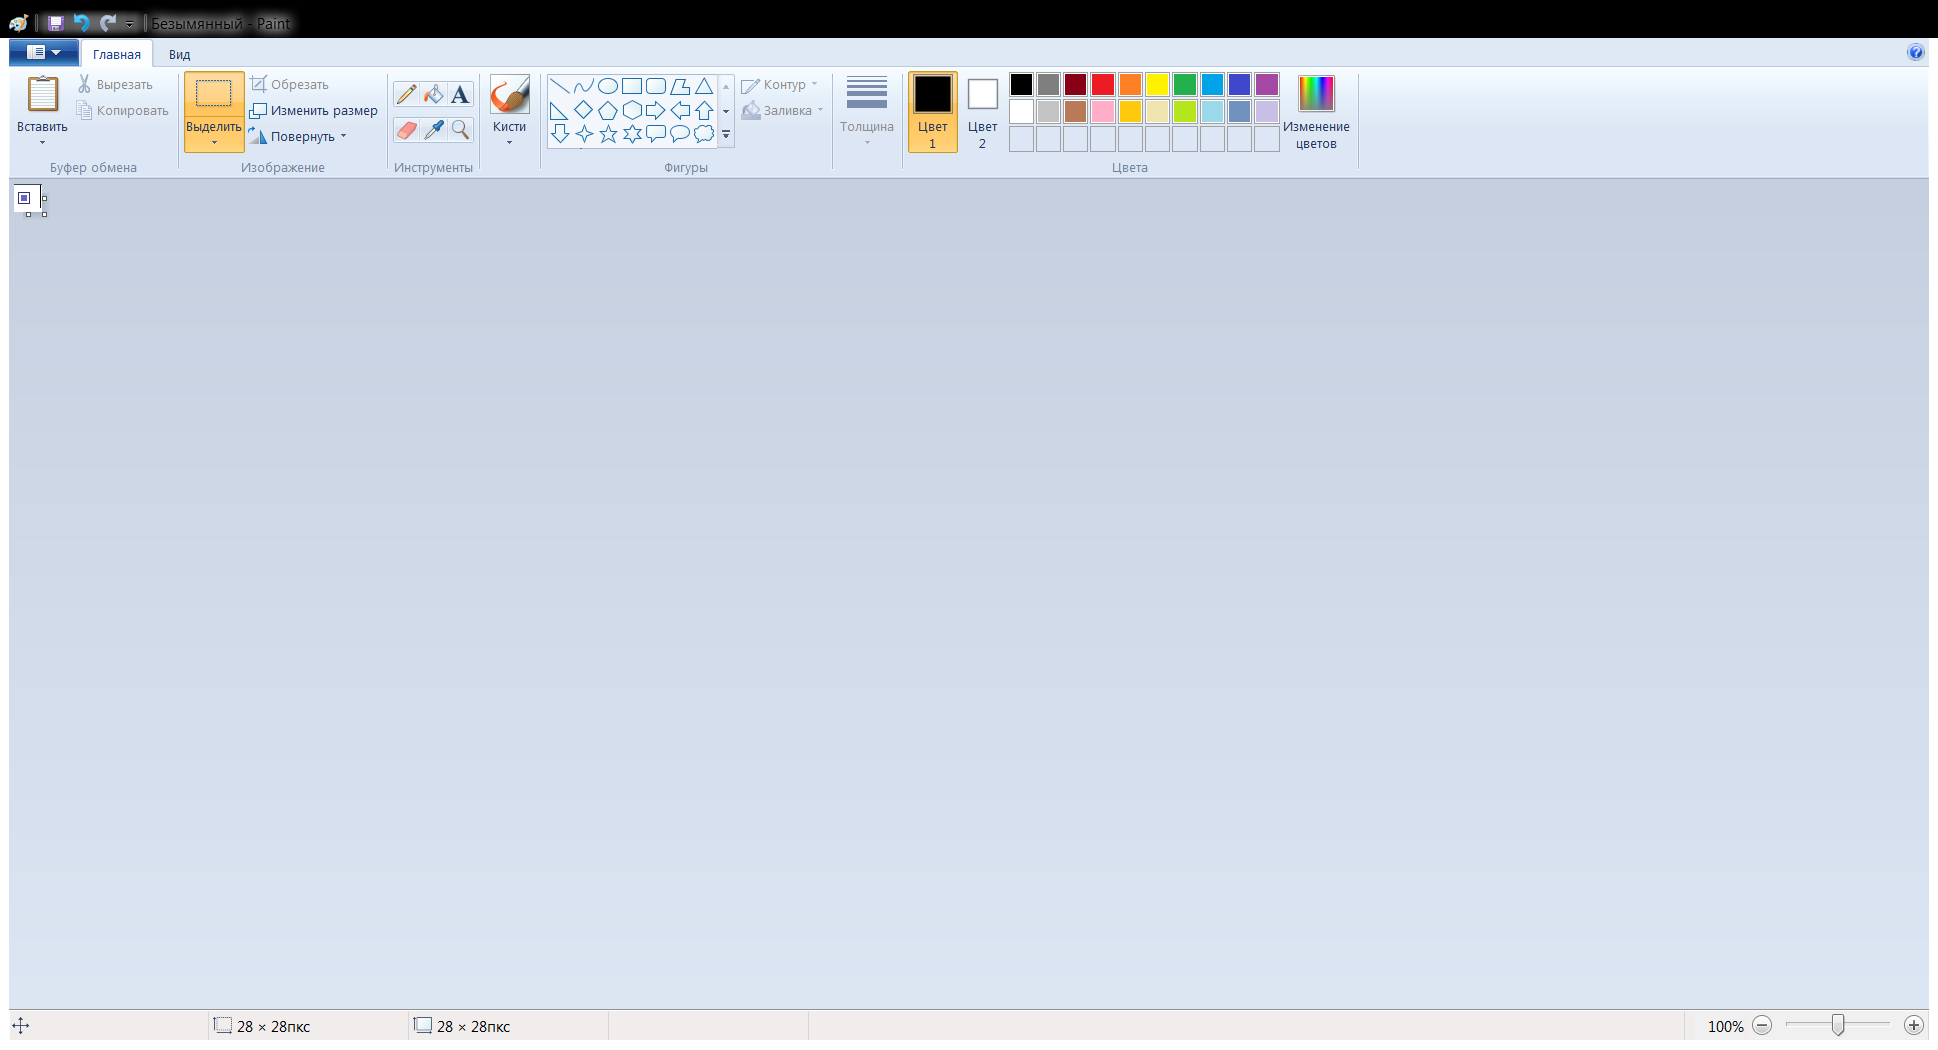 Безымянный - Paint
Главная
Вид
Вставить
Вырезать
Копировать
Буфер обмена
Выделить
Обрезать
Изменить размер
Повернуть
Изображение
A
Инструменты
Кисти
Контур
Заливка
Фигуры
Толщина
Цвет
1
Цвет
2
Изменение
цветов
Цвета
28 × 28пкс
28 × 28пкс
100%